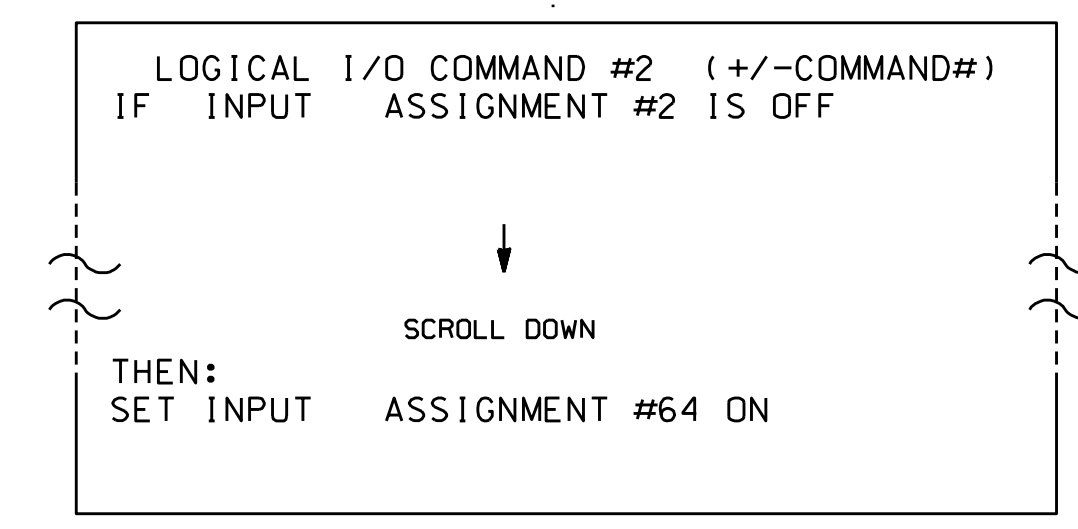 LOGICAL I/O COMMAND #2 (+/-COMMAND#)
IF INPUT ASSIGNMENT #2 IS OFF
SCROLL DOWN
THEN:
SET INPUT ASSIGNMENT #64 ON